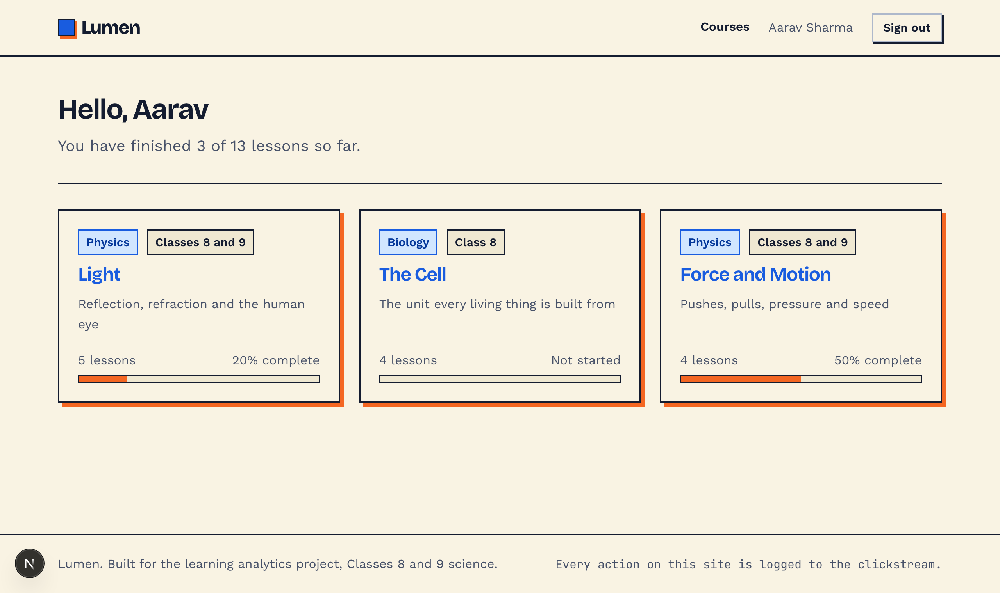 Lumen
Courses Aarav Sharma Sign out
Hello, Aarav
You have finished 3 of 13 lessons so far.
Physics Classes 8 and 9
Light
Reflection, refraction and the human
eye
5 lessons 20% complete
Biology Class 8
The Cell
The unit every living thing is built from
4 lessons Not started
Physics Classes 8 and 9
Force and Motion
Pushes, pulls, pressure and speed
4 lessons 50% complete
N
Lumen. Built for the learning analytics project, Classes 8 and 9 science.
Every action on this site is logged to the clickstream.